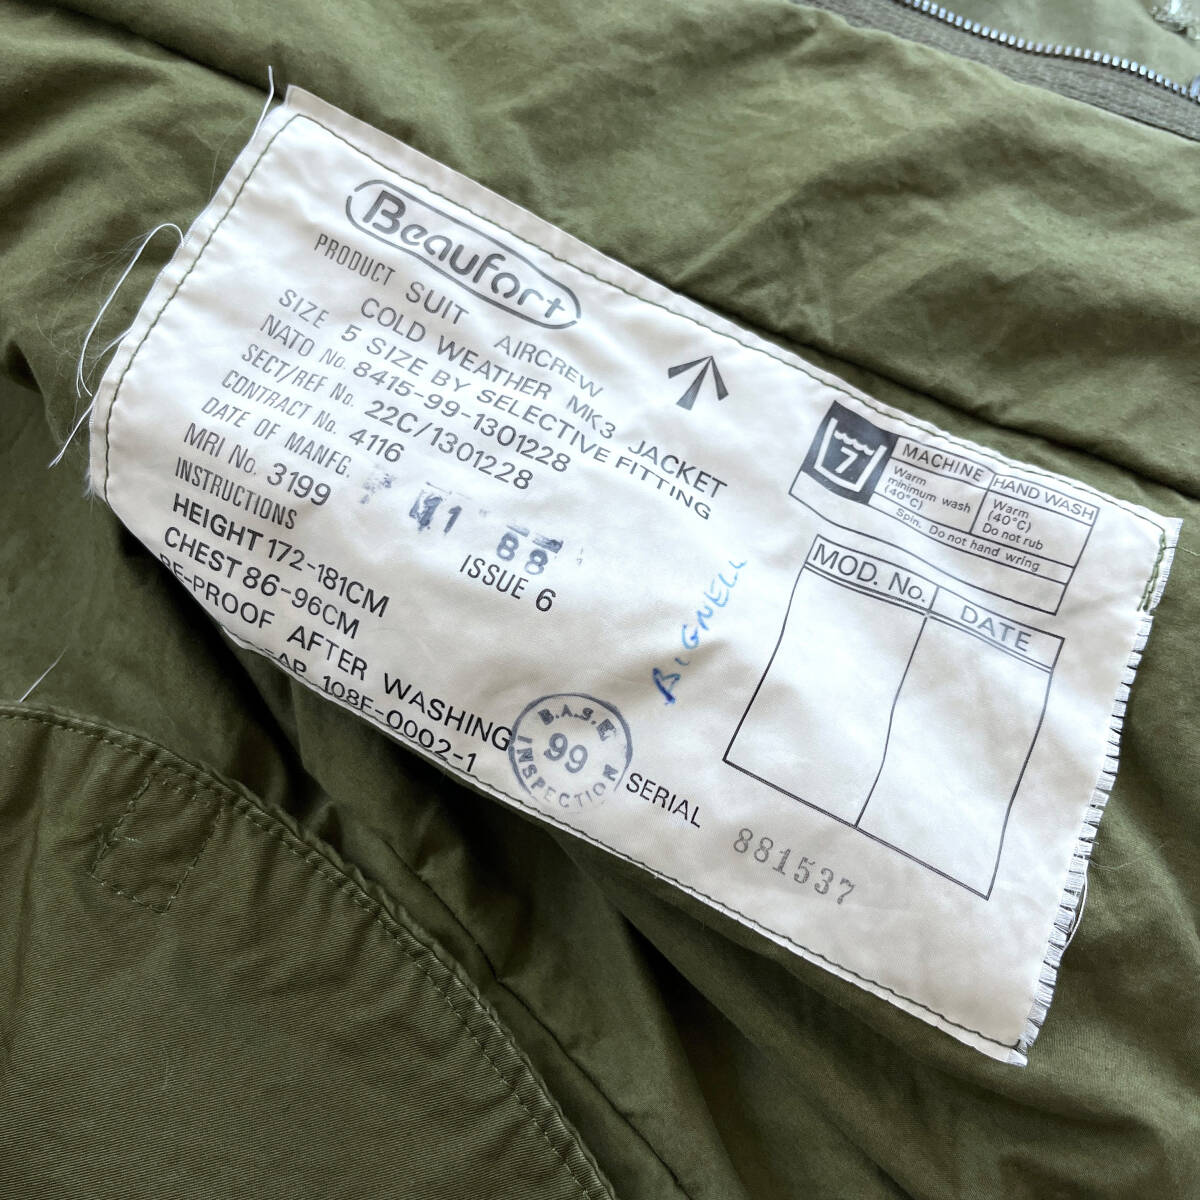 Beaufort
PRODUCT SUIT AIRCREW
COLD WEATHER MK3 JACKET
SIZE 5 SIZE BY SELECTIVE FITTING
NATO No. 8415-99-1301228
SECT/REF No. 22C/1301228
CONTRACT No. 4116
DATE OF MANFG. 11 88
MRI No. 3199 ISSUE 6
INSTRUCTIONS
HEIGHT 172-181CM
CHEST 86-96CM
RE-PROOF AFTER WASHING
108F-0002-1
B.A.S.E.
99
INSPECTION
SERIAL 881537
BIGNELL
7
MACHINE
Warm
minimum wash
(40°C)
HAND WASH
Warm
(40°C)
Do not rub
Spin. Do not hand wring
MOD. No. DATE